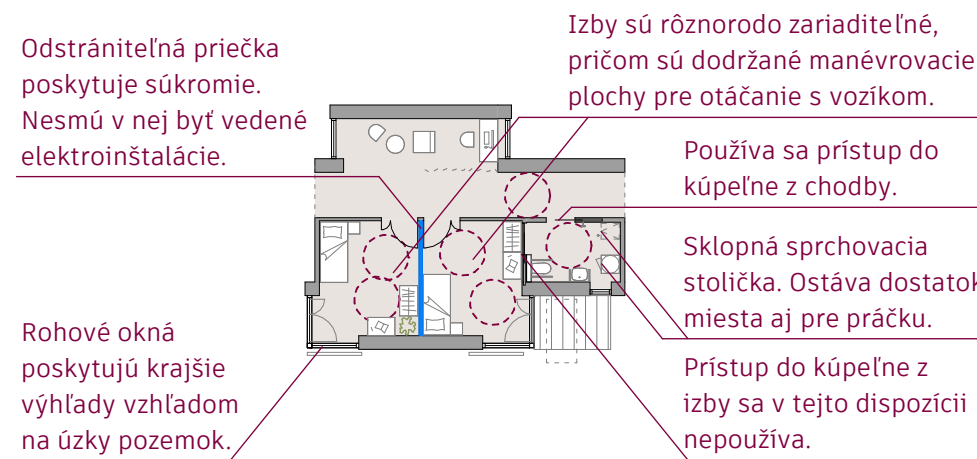 Odstrániteľná priečka
poskytuje súkromie.
Nesmú v nej byť vedené
elektroinštalácie.
Izby sú rôznorodo zariaditeľné,
pričom sú dodržané manévrovacie
plochy pre otáčanie s vozíkom.
Používa sa prístup do
kúpeľne z chodby.
Sklopná sprchovacia
stolička. Ostáva dostatok
miesta aj pre práčku.
Prístup do kúpeľne z
izby sa v tejto dispozícii
nepoužíva.
Rohové okná
poskytujú krajšie
výhľady vzhľadom
na úzky pozemok.